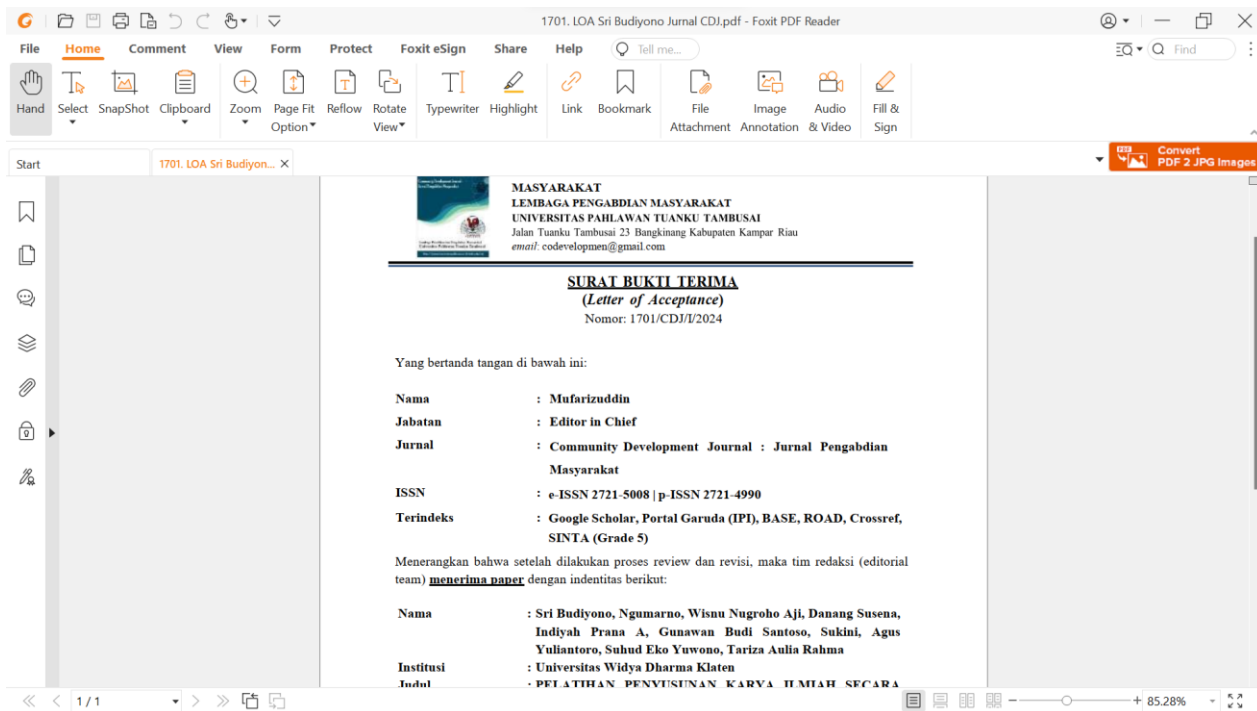 1701. LOA Sri Budiyono Jurnal CDJ.pdf - Foxit PDF Reader
File Home Comment View Form Protect Foxit eSign Share Help Tell me... Find
Hand Select SnapShot Clipboard Zoom Page Fit Option Reflow Rotate View Typewriter Highlight Link Bookmark File Attachment Image Annotation Audio & Video Fill & Sign
Start 1701. LOA Sri Budiyon... Convert
PDF 2 JPG Images
MASYARAKAT
LEMBAGA PENGABDIAN MASYARAKAT
UNIVERSITAS PAHLAWAN TUANKU TAMBUSAI
Jalan Tuanku Tambusai 23 Bangkinang Kabupaten Kampar Riau
email: codevelopmen@gmail.com
SURAT BUKTI TERIMA
(Letter of Acceptance)
Nomor: 1701/CDJ/I/2024
Yang bertanda tangan di bawah ini:
Nama : Mufarizuddin
Jabatan : Editor in Chief
Jurnal : Community Development Journal : Jurnal Pengabdian
Masyarakat
ISSN : e-ISSN 2721-5008 | p-ISSN 2721-4990
Terindeks : Google Scholar, Portal Garuda (IPI), BASE, ROAD, Crossref,
SINTA (Grade 5)
Menerangkan bahwa setelah dilakukan proses review dan revisi, maka tim redaksi (editorial
team) menerima paper dengan indentitas berikut:
Nama : Sri Budiyono, Ngumarno, Wisnu Nugroho Aji, Danang Susena,
Indiyah Prana A, Gunawan Budi Santoso, Sukini, Agus
Yuliantoro, Suhud Eko Yuwono, Tariza Aulia Rahma
Institusi : Universitas Widya Dharma Klaten
Judul : PELATIHAN PENYUSUNAN KARYA ILMIAH SECARA
1 / 1 85.28%